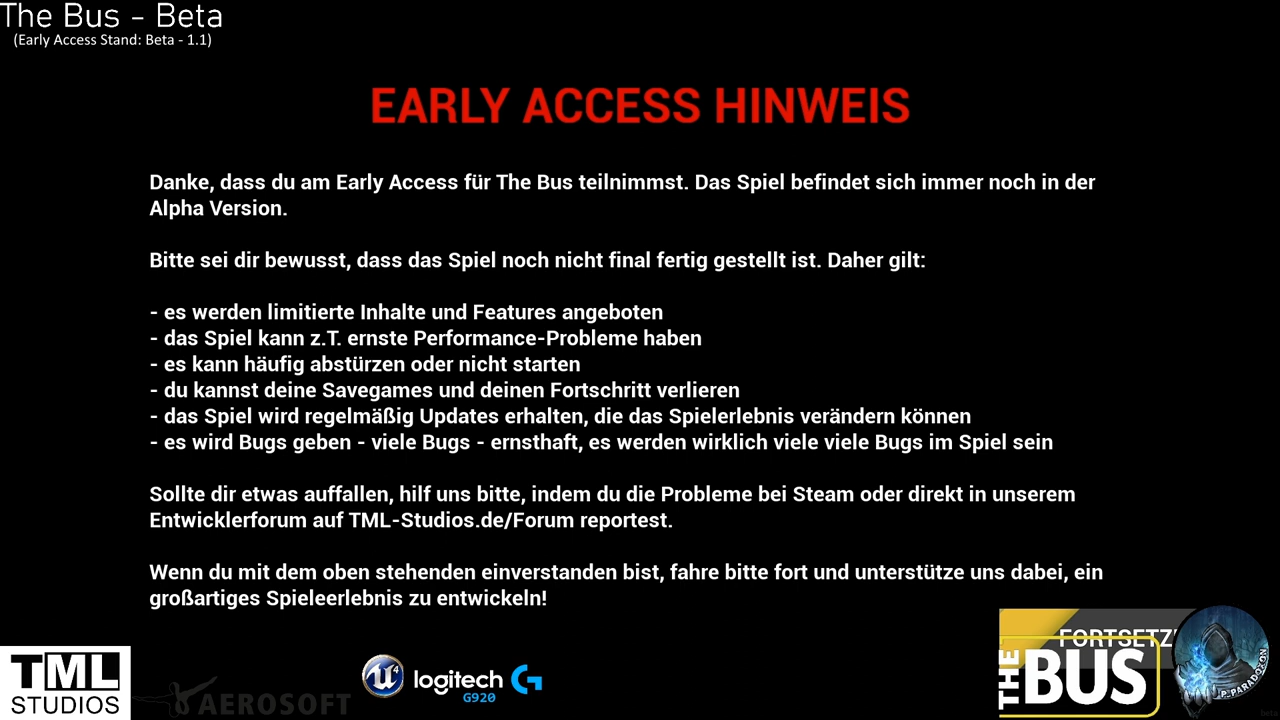 The Bus - Beta
(Early Access Stand: Beta - 1.1)
EARLY ACCESS HINWEIS
Danke, dass du am Early Access für The Bus teilnimmst. Das Spiel befindet sich immer noch in der
Alpha Version.
Bitte sei dir bewusst, dass das Spiel noch nicht final fertig gestellt ist. Daher gilt:
- es werden limitierte Inhalte und Features angeboten
- das Spiel kann z.T. ernste Performance-Probleme haben
- es kann häufig abstürzen oder nicht starten
- du kannst deine Savegames und deinen Fortschritt verlieren
- das Spiel wird regelmäßig Updates erhalten, die das Spielerlebnis verändern können
- es wird Bugs geben - viele Bugs - ernsthaft, es werden wirklich viele viele Bugs im Spiel sein
Sollte dir etwas auffallen, hilf uns bitte, indem du die Probleme bei Steam oder direkt in unserem
Entwicklerforum auf TML-Studios.de/Forum reportest.
Wenn du mit dem oben stehenden einverstanden bist, fahre bitte fort und unterstütze uns dabei, ein
großartiges Spieleerlebnis zu entwickeln!
FORTSETZ
THE BUS
P. PARADOXON
TML
STUDIOS
AEROSOFT
4
logitech G
G920